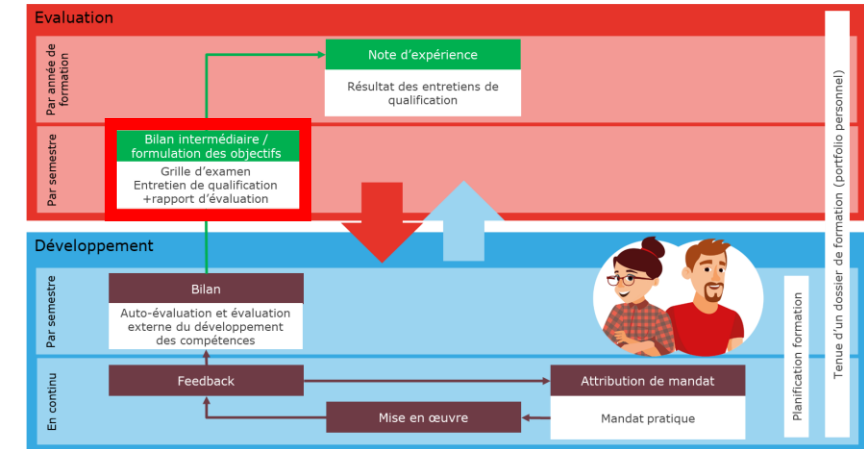 Evaluation
Par année de
formation
Note d’expérience
Résultat des entretiens de
qualification
Par semestre
Bilan intermédiaire /
formulation des objectifs
Grille d’examen
Entretien de qualification
+rapport d’évaluation
Développement
Par semestre
Bilan
Auto-évaluation et évaluation
externe du développement
des compétences
En continu
Feedback
Attribution de mandat
Mise en œuvre
Mandat pratique
Planification formation
Tenue d’un dossier de formation (portfolio personnel)